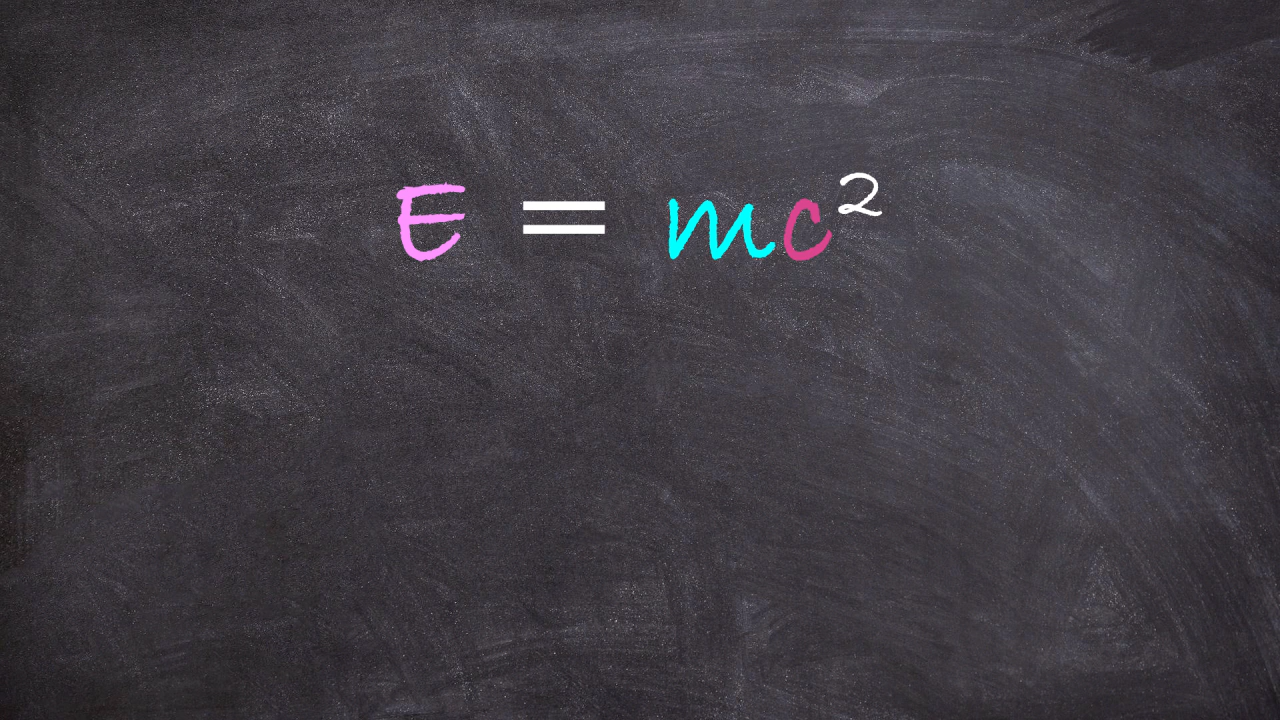 E = mc²